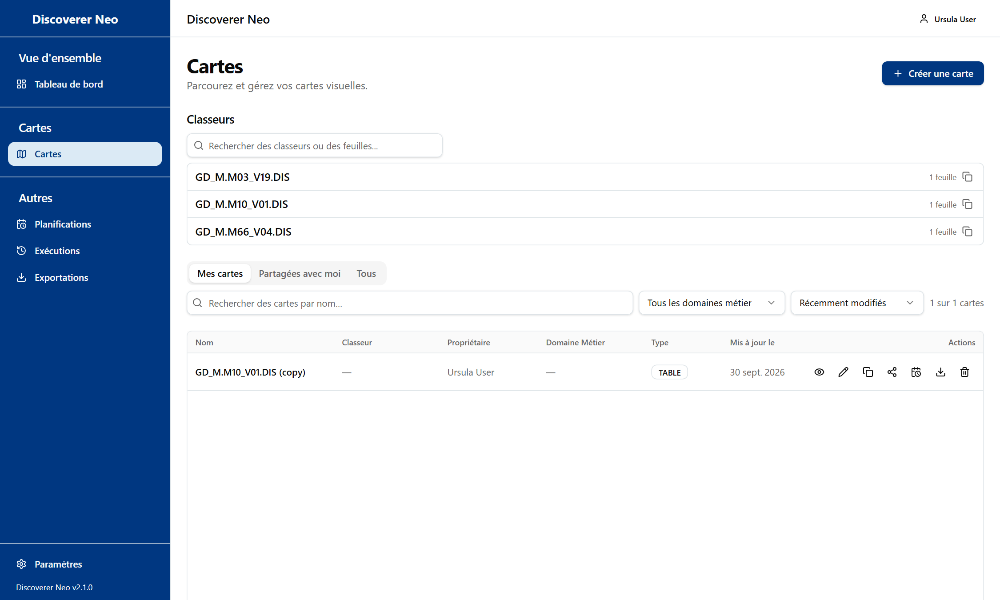 Discoverer Neo
Discoverer Neo
Ursula User
Vue d'ensemble
Tableau de bord
Cartes
Cartes
Autres
Planifications
Exécutions
Exportations
Paramètres
Discoverer Neo v2.1.0
Cartes
Parcourez et gérez vos cartes visuelles.
Créer une carte
Classeurs
Rechercher des classeurs ou des feuilles...
GD_M.M03_V19.DIS 1 feuille
GD_M.M10_V01.DIS 1 feuille
GD_M.M66_V04.DIS 1 feuille
Mes cartes Partagées avec moi Tous
Rechercher des cartes par nom... Tous les domaines métier Récemment modifiés 1 sur 1 cartes
Nom Classeur Propriétaire Domaine Métier Type Mis à jour le Actions
GD_M.M10_V01.DIS (copy) — Ursula User — TABLE 30 sept. 2026